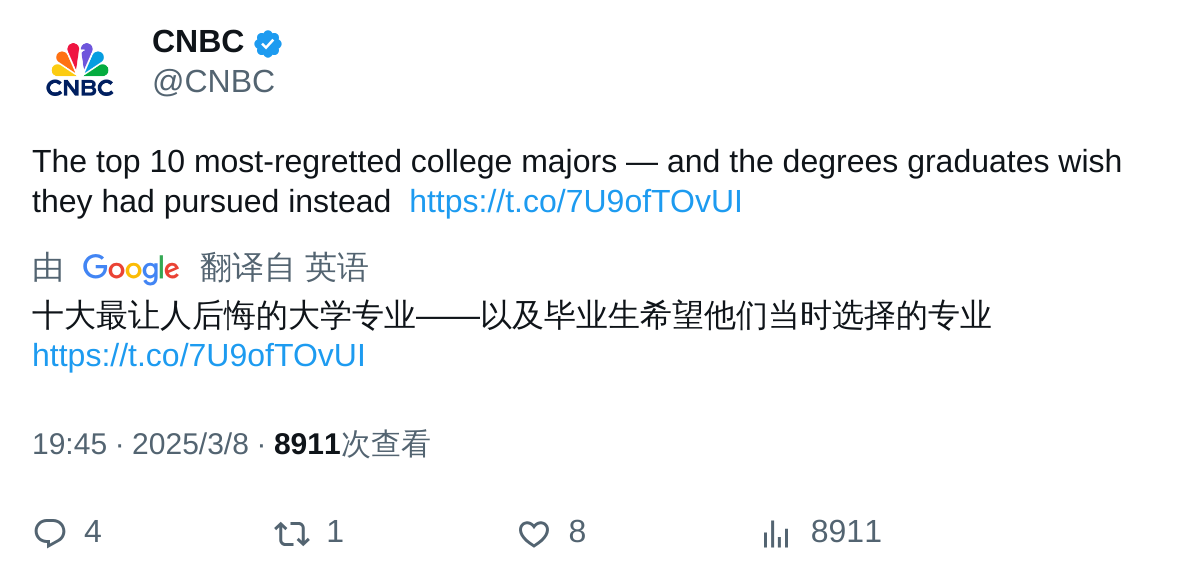 CNBC
@CNBC
CNBC
The top 10 most-regretted college majors — and the degrees graduates wish
they had pursued instead https://t.co/7U9ofTOvUI
由 Google 翻译自 英语
十大最让人后悔的大学专业——以及毕业生希望他们当时选择的专业
https://t.co/7U9ofTOvUI
19:45 · 2025/3/8 · 8911次查看
4 1 8 8911